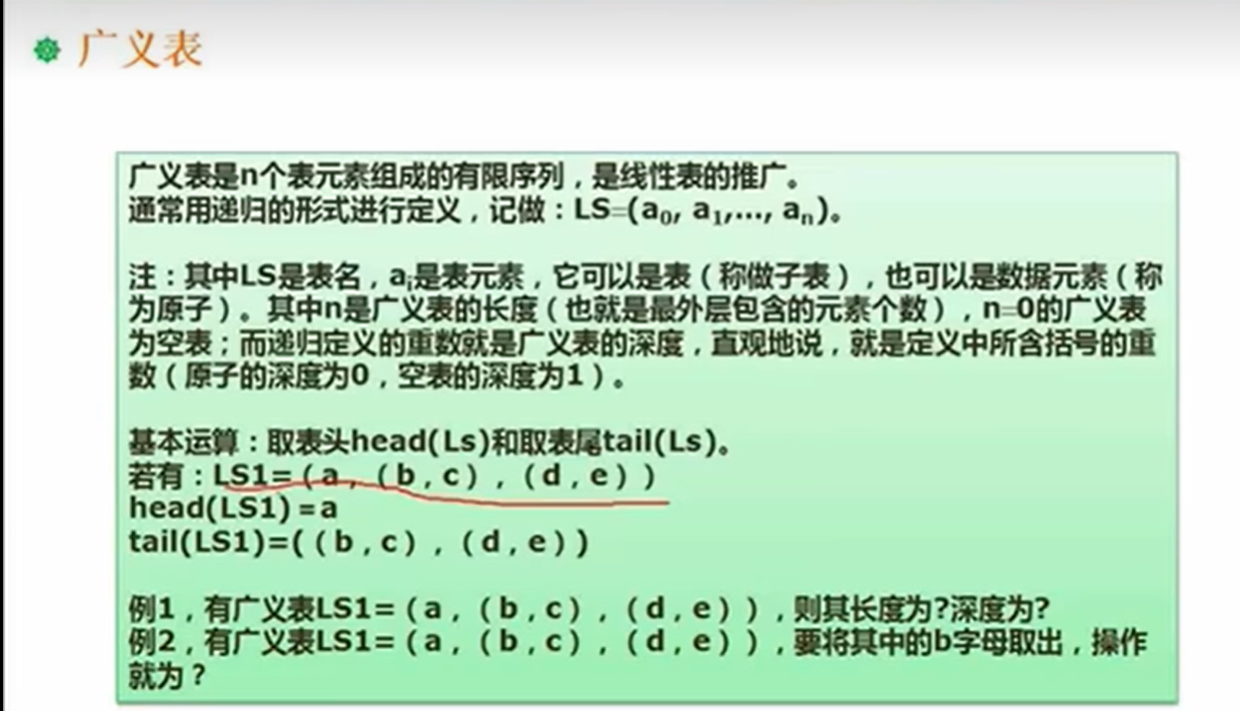 广义表
广义表是n个表元素组成的有限序列，是线性表的推广。
通常用递归的形式进行定义，记做：LS=(a₀, a₁,..., aₙ)。
注：其中LS是表名，aᵢ是表元素，它可以是表（称做子表），也可以是数据元素（称
为原子）。其中n是广义表的长度（也就是最外层包含的元素个数），n=0的广义表
为空表；而递归定义的重数就是广义表的深度，直观地说，就是定义中所含括号的重
数（原子的深度为0，空表的深度为1）。
基本运算：取表头head(Ls)和取表尾tail(Ls)。
若有：LS1=（a，（b，c），（d，e））
head(LS1)=a
tail(LS1)=(（b，c），（d，e）)
例1，有广义表LS1=（a，（b，c），（d，e）），则其长度为?深度为?
例2，有广义表LS1=（a，（b，c），（d，e）），要将其中的b字母取出，操作
就为？